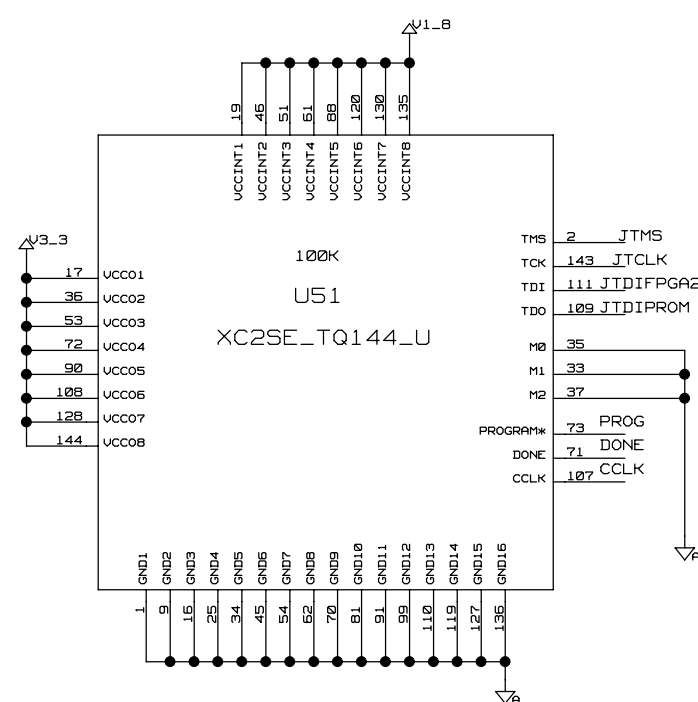 V1_8
19 46 51 61 88 120 130 135
VCCINT1 VCCINT2 VCCINT3 VCCINT4 VCCINT5 VCCINT6 VCCINT7 VCCINT8
V3_3
17 VCCO1
36 VCCO2
53 VCCO3
72 VCCO4
90 VCCO5
108 VCCO6
128 VCCO7
144 VCCO8
100K
U51
XC2SE_TQ144_U
TMS 2 JTMS
TCK 143 JTCLK
TDI 111 JTDIFPGA2
TDO 109 JTDIPROM
M0 35
M1 33
M2 37
PROGRAM* 73 PROG
DONE 71 DONE
CCLK 107 CCLK
A
GND1 GND2 GND3 GND4 GND5 GND6 GND7 GND8 GND9 GND10 GND11 GND12 GND13 GND14 GND15 GND16
1 9 16 25 34 45 54 62 70 81 91 99 110 119 127 136
A